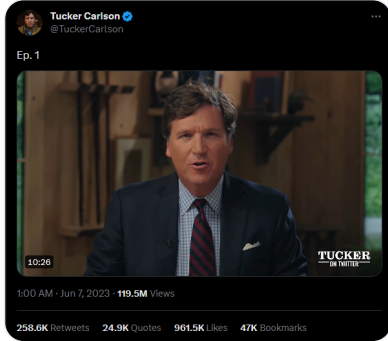 Tucker Carlson
@TuckerCarlson
Ep. 1
10:26
TUCKER
ON TWITTER
1:00 AM · Jun 7, 2023 · 119.5M Views
258.6K Retweets 24.9K Quotes 961.5K Likes 47K Bookmarks